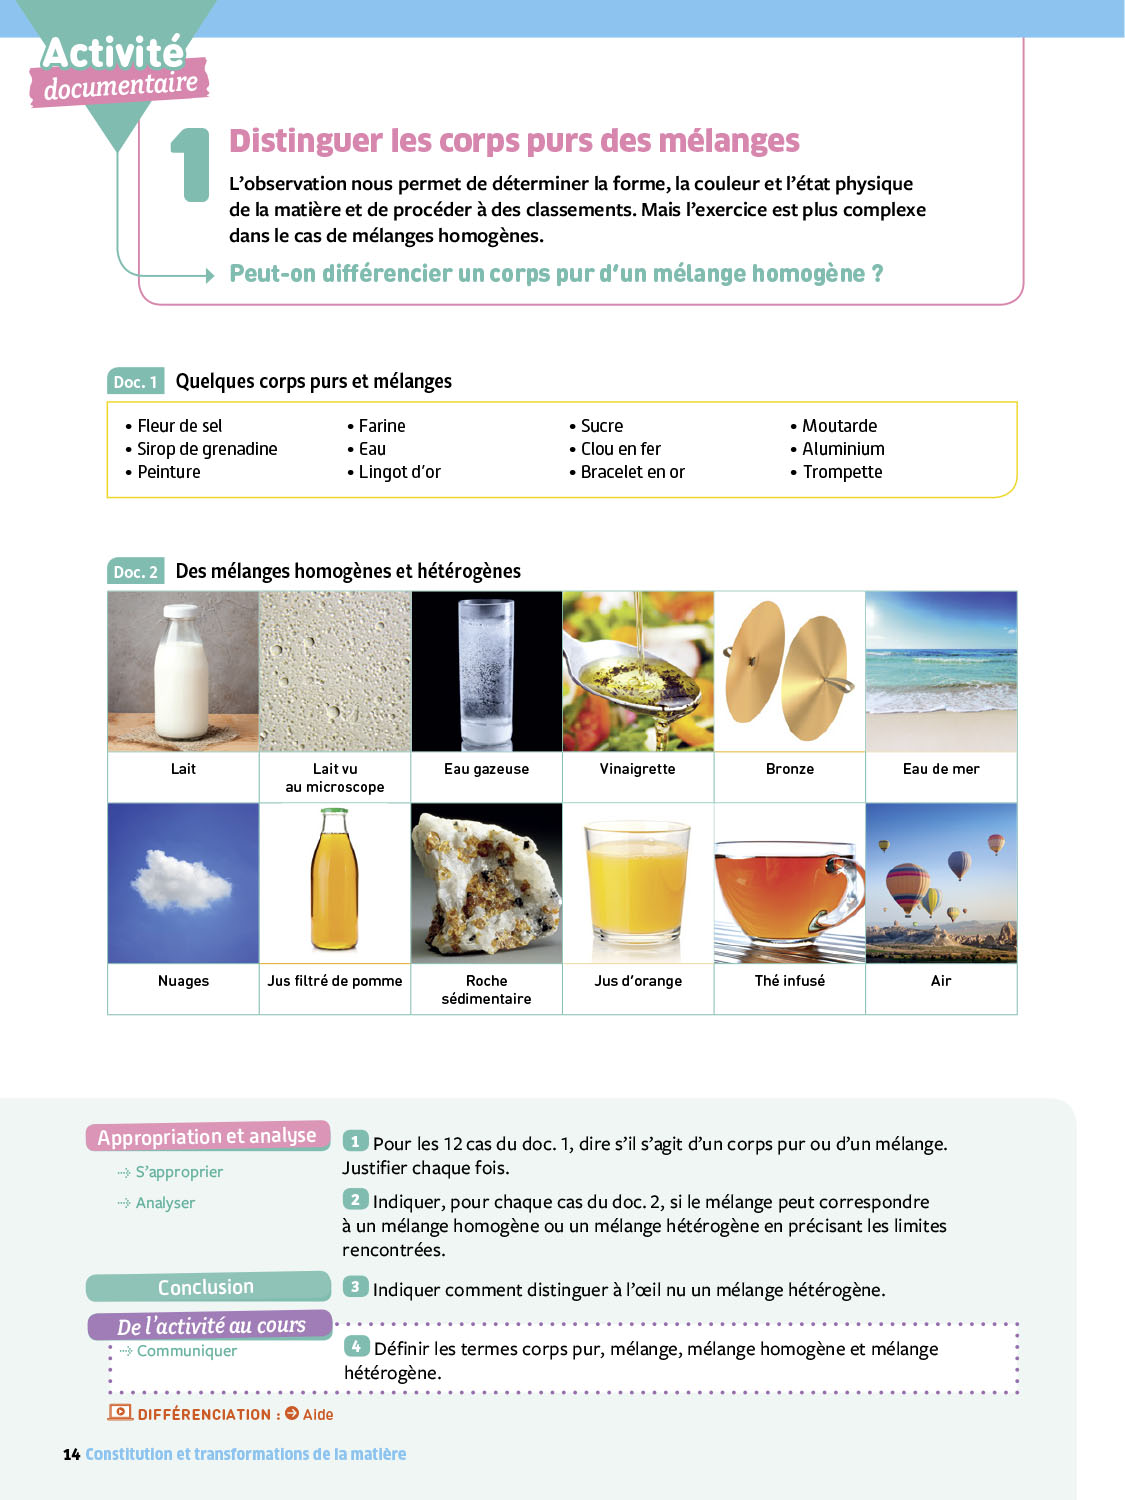 Activité
documentaire
1
Distinguer les corps purs des mélanges
L'observation nous permet de déterminer la forme, la couleur et l'état physique
de la matière et de procéder à des classements. Mais l'exercice est plus complexe
dans le cas de mélanges homogènes.
Peut-on différencier un corps pur d'un mélange homogène ?
Doc. 1 Quelques corps purs et mélanges
• Fleur de sel
• Sirop de grenadine
• Peinture
• Farine
• Eau
• Lingot d'or
• Sucre
• Clou en fer
• Bracelet en or
• Moutarde
• Aluminium
• Trompette
Doc. 2 Des mélanges homogènes et hétérogènes
Lait
Lait vu
au microscope
Eau gazeuse
Vinaigrette
Bronze
Eau de mer
Nuages
Jus filtré de pomme
Roche
sédimentaire
Jus d'orange
Thé infusé
Air
Appropriation et analyse
S'approprier
Analyser
1 Pour les 12 cas du doc. 1, dire s'il s'agit d'un corps pur ou d'un mélange.
Justifier chaque fois.
2 Indiquer, pour chaque cas du doc. 2, si le mélange peut correspondre
à un mélange homogène ou un mélange hétérogène en précisant les limites
rencontrées.
Conclusion
3 Indiquer comment distinguer à l'œil nu un mélange hétérogène.
De l'activité au cours
Communiquer
4 Définir les termes corps pur, mélange, mélange homogène et mélange
hétérogène.
DIFFÉRENCIATION : Aide
14 Constitution et transformations de la matière